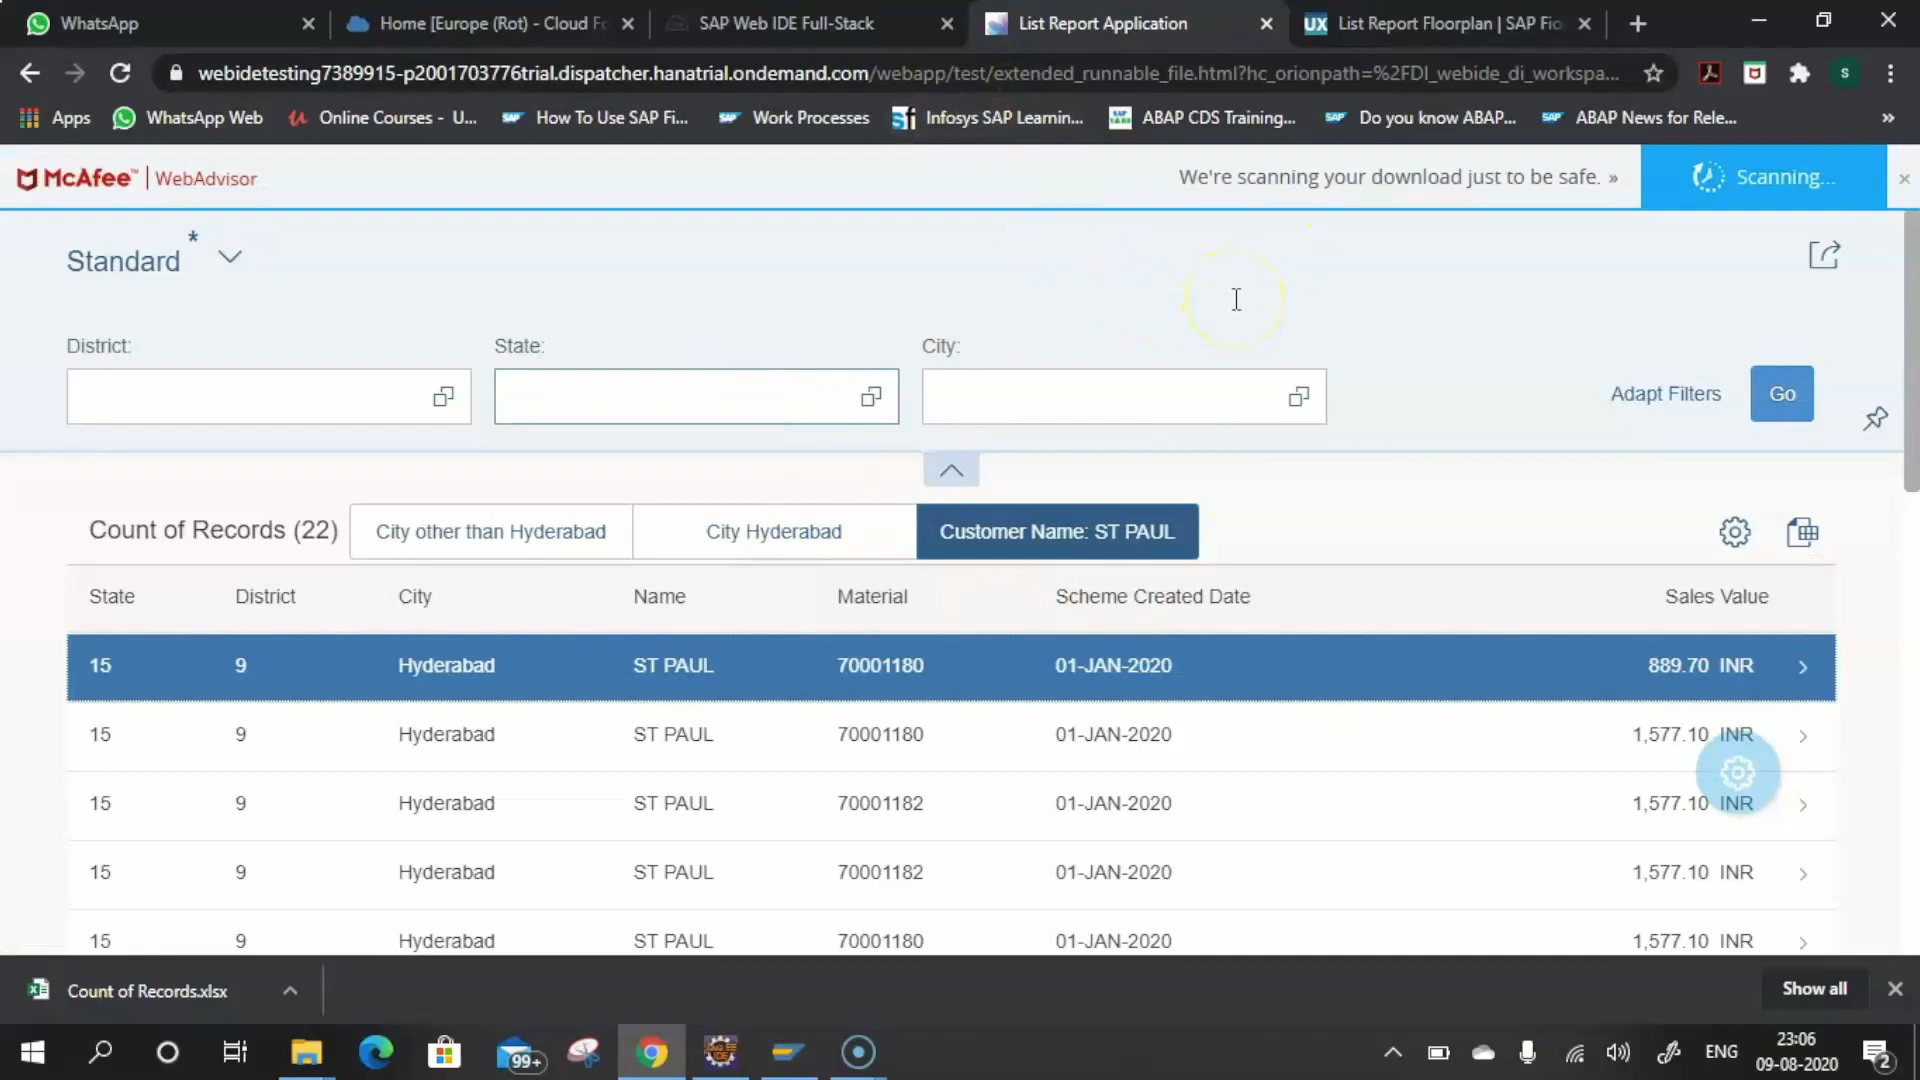 WhatsApp
Home [Europe (Rot) - Cloud Fo
SAP Web IDE Full-Stack
List Report Application
UX List Report Floorplan | SAP Fio
webidetesting7389915-p2001703776trial.dispatcher.hanatrial.ondemand.com/webapp/test/extended_runnable_file.html?hc_orionpath=%2FDI_webide_di_workspa...
S
Apps
WhatsApp Web
Online Courses - U...
How To Use SAP Fi...
Work Processes
Infosys SAP Learnin...
ABAP CDS Training,...
Do you know ABAP...
ABAP News for Rele...
»
McAfee™ | WebAdvisor
We're scanning your download just to be safe. »
Scanning...
Standard *
District:
State:
City:
Adapt Filters
Go
Count of Records (22)
City other than Hyderabad
City Hyderabad
Customer Name: ST PAUL
State District City Name Material Scheme Created Date Sales Value
15 9 Hyderabad ST PAUL 70001180 01-JAN-2020 889.70 INR
15 9 Hyderabad ST PAUL 70001180 01-JAN-2020 1,577.10 INR
15 9 Hyderabad ST PAUL 70001182 01-JAN-2020 1,577.10 INR
15 9 Hyderabad ST PAUL 70001182 01-JAN-2020 1,577.10 INR
15 9 Hyderabad ST PAUL 70001180 01-JAN-2020 1,577.10 INR
Count of Records.xlsx
Show all
99+
ENG
23:06
09-08-2020
2